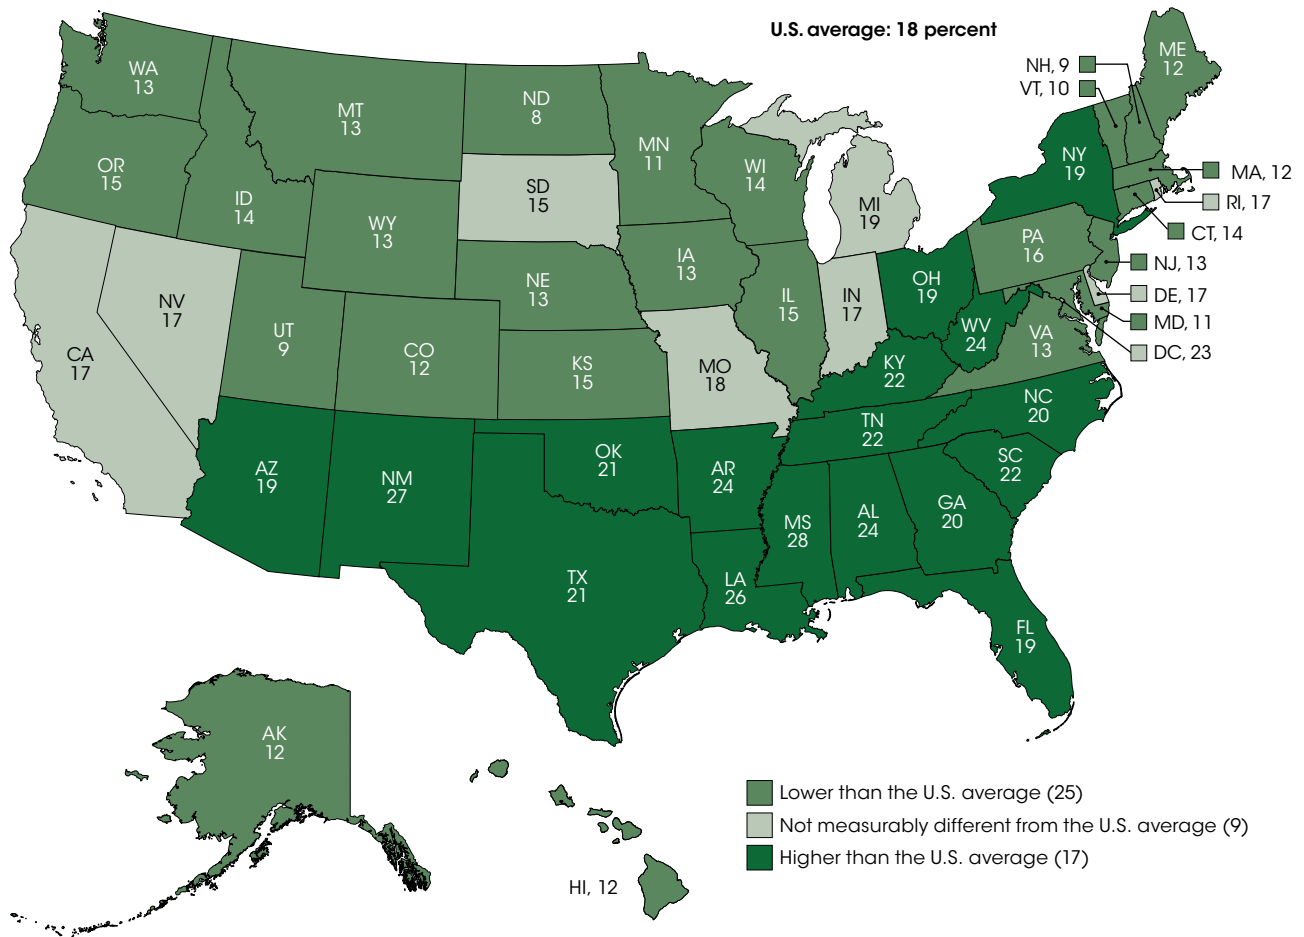 U.S. average: 18 percent
WA
13
MT
13
ND
8
MN
11
OR
15
ID
14
WY
13
SD
15
WI
14
MI
19
NY
19
ME
12
NH, 9
VT, 10
MA, 12
RI, 17
CT, 14
NJ, 13
DE, 17
MD, 11
DC, 23
PA
16
CA
17
NV
17
UT
9
CO
12
NE
13
IA
13
KS
15
MO
18
IL
15
IN
17
OH
19
WV
24
VA
13
KY
22
NC
20
TN
22
SC
22
AZ
19
NM
27
OK
21
AR
24
TX
21
LA
26
MS
28
AL
24
GA
20
FL
19
AK
12
HI, 12
Lower than the U.S. average (25)
Not measurably different from the U.S. average (9)
Higher than the U.S. average (17)